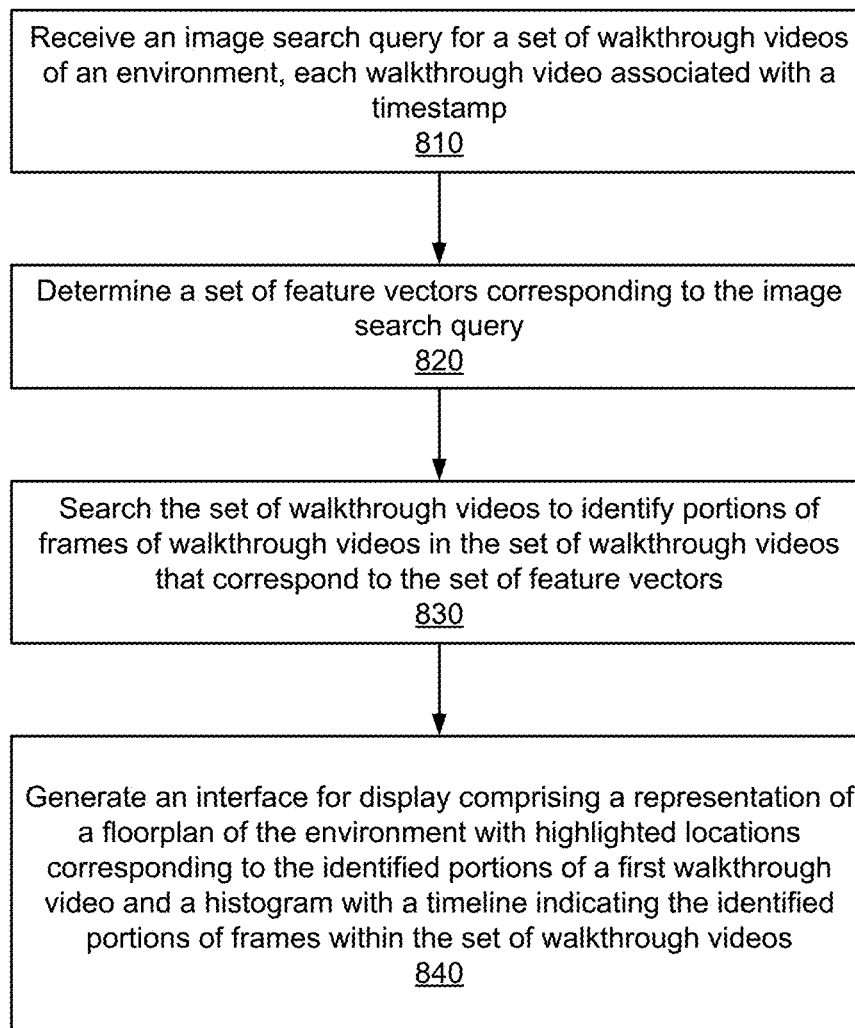 Receive an image search query for a set of walkthrough videos
of an environment, each walkthrough video associated with a
timestamp
810
Determine a set of feature vectors corresponding to the image
search query
820
Search the set of walkthrough videos to identify portions of
frames of walkthrough videos in the set of walkthrough videos
that correspond to the set of feature vectors
830
Generate an interface for display comprising a representation of
a floorplan of the environment with highlighted locations
corresponding to the identified portions of a first walkthrough
video and a histogram with a timeline indicating the identified
portions of frames within the set of walkthrough videos
840